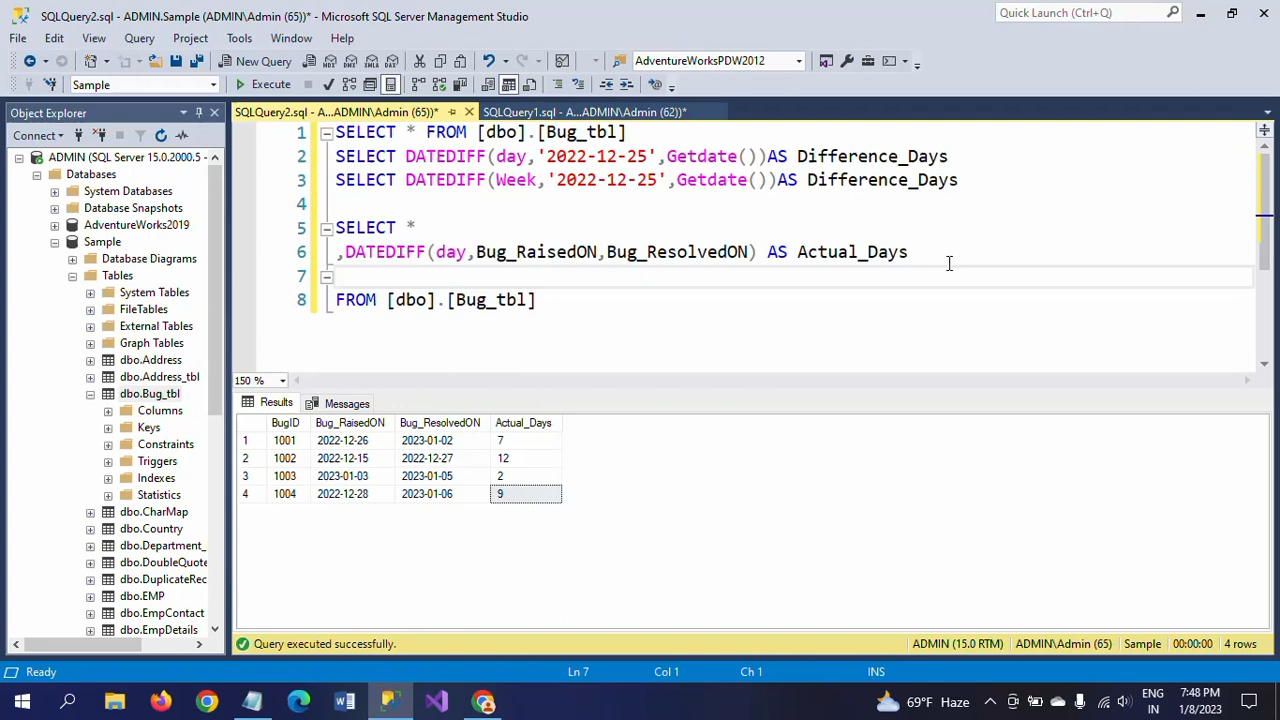 SQLQuery2.sql - ADMIN.Sample (ADMIN\Admin (65))* - Microsoft SQL Server Management Studio
Quick Launch (Ctrl+Q)
File Edit View Query Project Tools Window Help
New Query
MDX DMX XMLA DAX
AdventureWorksPDW2012
Sample
Execute
Object Explorer
SQLQuery2.sql - A...ADMIN\Admin (65))*
SQLQuery1.sql - A...ADMIN\Admin (62))*
Connect
ADMIN (SQL Server 15.0.2000.5 -
Databases
System Databases
Database Snapshots
AdventureWorks2019
Sample
Database Diagrams
Tables
System Tables
FileTables
External Tables
Graph Tables
dbo.Address
dbo.Address_tbl
dbo.Bug_tbl
Columns
Keys
Constraints
Triggers
Indexes
Statistics
dbo.CharMap
dbo.Country
dbo.Department_
dbo.DoubleQuote
dbo.DuplicateRec
dbo.EMP
dbo.EmpContact
dbo.EmpDetails
1 SELECT * FROM [dbo].[Bug_tbl]
2 SELECT DATEDIFF(day,'2022-12-25',Getdate())AS Difference_Days
3 SELECT DATEDIFF(Week,'2022-12-25',Getdate())AS Difference_Days
4
5 SELECT *
6 ,DATEDIFF(day,Bug_RaisedON,Bug_ResolvedON) AS Actual_Days
7
8 FROM [dbo].[Bug_tbl]
150 %
Results Messages
BugID Bug_RaisedON Bug_ResolvedON Actual_Days
1 1001 2022-12-26 2023-01-02 7
2 1002 2022-12-15 2022-12-27 12
3 1003 2023-01-03 2023-01-05 2
4 1004 2022-12-28 2023-01-06 9
Query executed successfully.
ADMIN (15.0 RTM) ADMIN\Admin (65) Sample 00:00:00 4 rows
Ready Ln 7 Col 1 Ch 1 INS
69°F Haze
ENG
IN
7:48 PM
1/8/2023